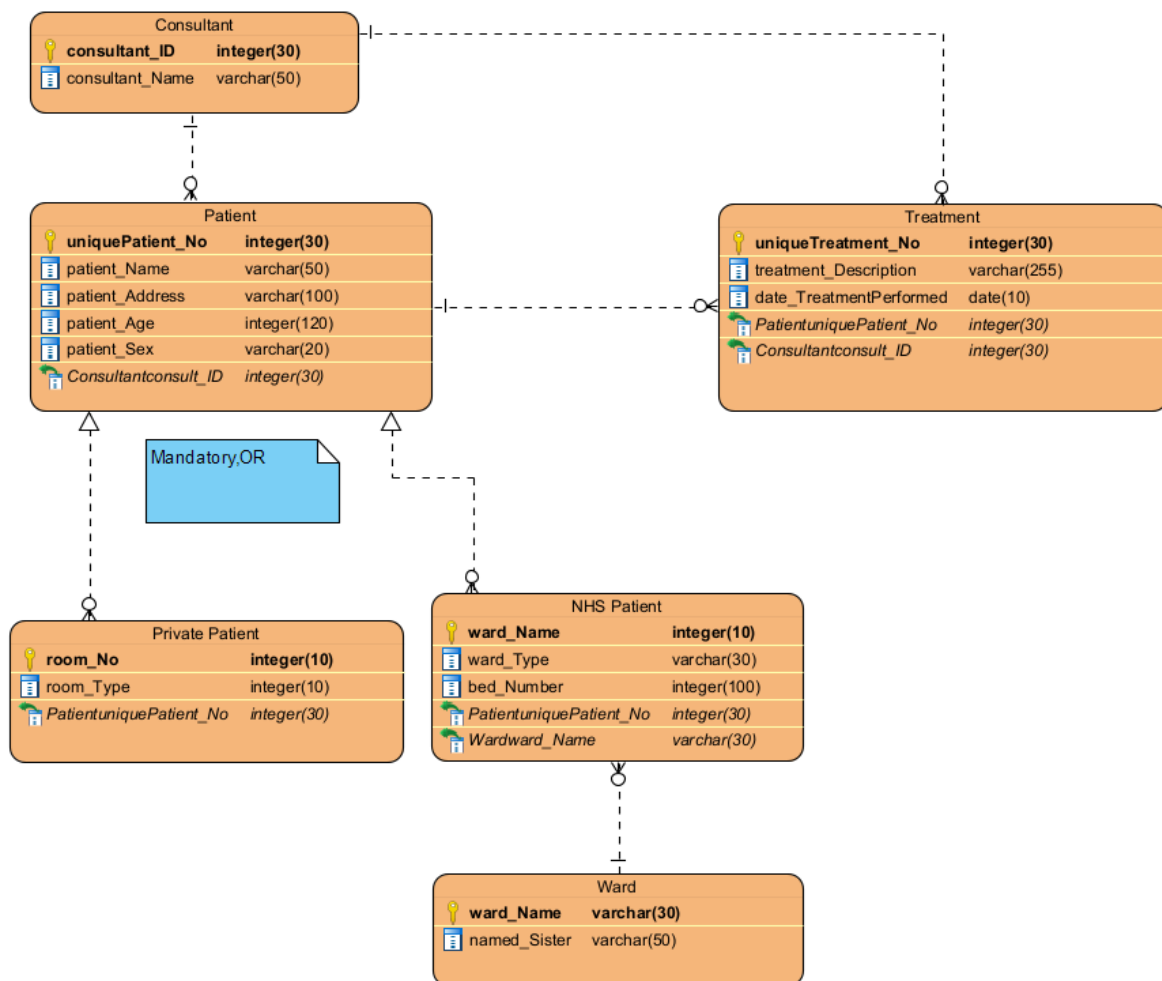 Consultant
consultant_ID integer(30)
consultant_Name varchar(50)
Patient
uniquePatient_No integer(30)
patient_Name varchar(50)
patient_Address varchar(100)
patient_Age integer(120)
patient_Sex varchar(20)
Consultantconsult_ID integer(30)
Treatment
uniqueTreatment_No integer(30)
treatment_Description varchar(255)
date_TreatmentPerformed date(10)
PatientuniquePatient_No integer(30)
Consultantconsult_ID integer(30)
Mandatory,OR
Private Patient
room_No integer(10)
room_Type integer(10)
PatientuniquePatient_No integer(30)
NHS Patient
ward_Name integer(10)
ward_Type varchar(30)
bed_Number integer(100)
PatientuniquePatient_No integer(30)
Wardward_Name varchar(30)
Ward
ward_Name varchar(30)
named_Sister varchar(50)